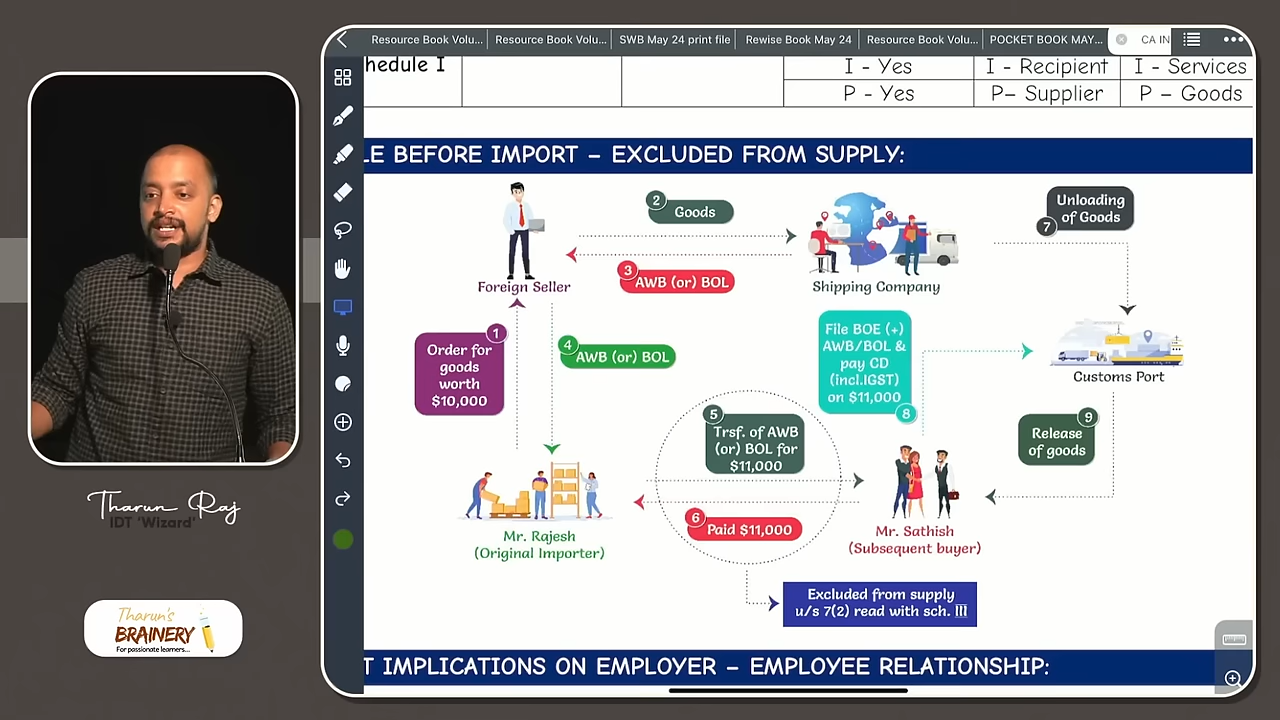 Resource Book Volu...
Resource Book Volu...
SWB May 24 print file
Rewise Book May 24
Resource Book Volu...
POCKET BOOK MAY...
CA IN
hedule I
I - Yes
I - Recipient
I - Services
P - Yes
P– Supplier
P – Goods
LE BEFORE IMPORT – EXCLUDED FROM SUPPLY:
2
Goods
3
AWB (or) BOL
Foreign Seller
Shipping Company
Unloading
of Goods
7
1
Order for
goods
worth
$10,000
4
AWB (or) BOL
File BOE (+)
AWB/BOL &
pay CD
(incl.IGST)
on $11,000
8
Customs Port
5
Trsf. of AWB
(or) BOL for
$11,000
9
Release
of goods
6
Paid $11,000
Mr. Rajesh
(Original Importer)
Mr. Sathish
(Subsequent buyer)
Excluded from supply
u/s 7(2) read with sch. III
T IMPLICATIONS ON EMPLOYER – EMPLOYEE RELATIONSHIP:
Tharun Raj
IDT 'Wizard'
Tharun's
BRAINERY
For passionate learners...